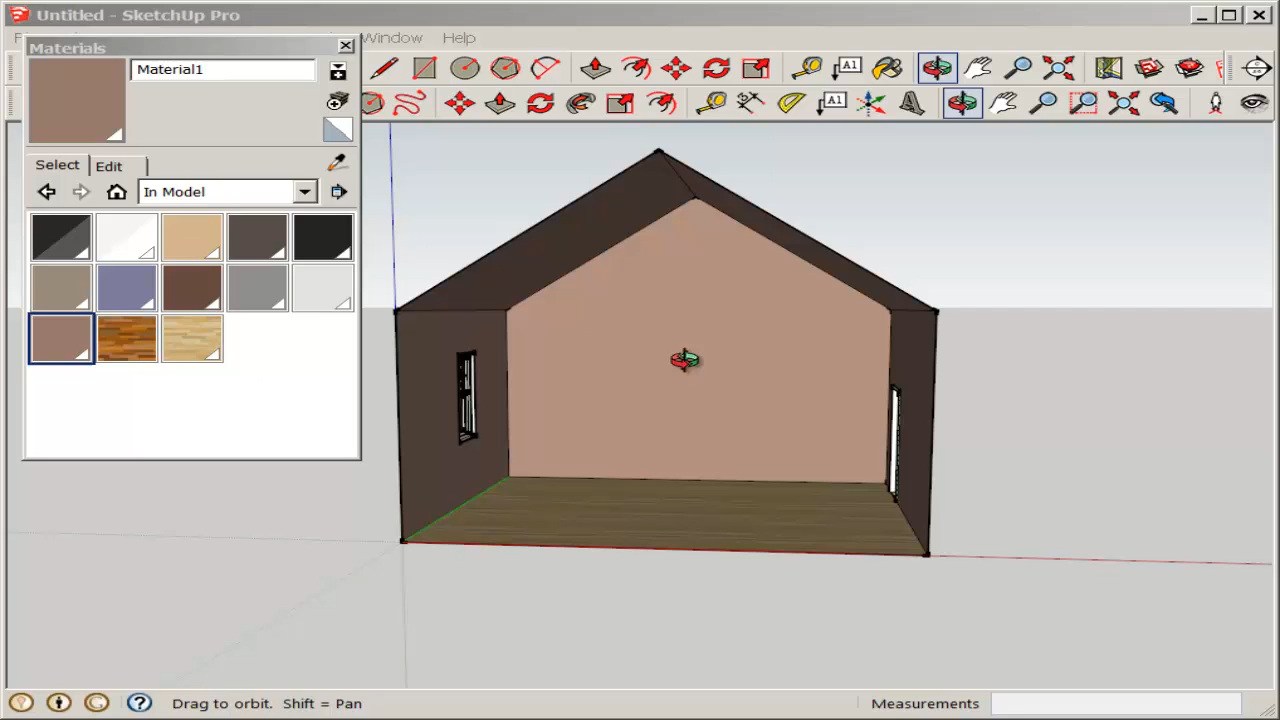 Untitled - SketchUp Pro
Window Help
Materials
Material1
A1
A1
Select Edit
In Model
Drag to orbit. Shift = Pan
Measurements